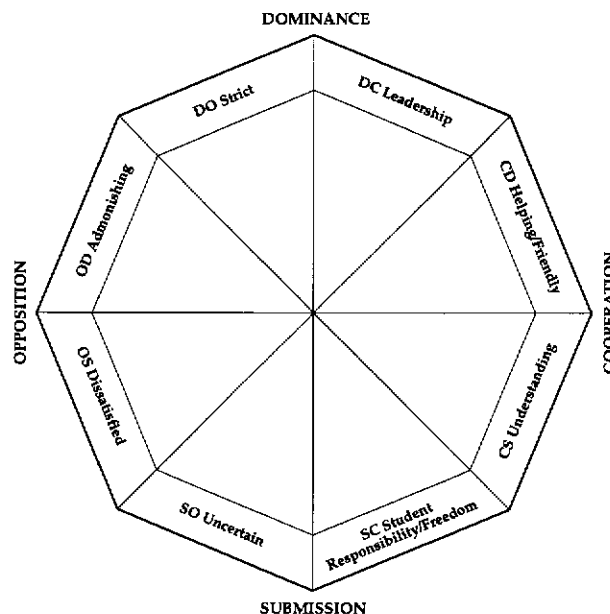 DOMINANCE
DO Strict
DC Leadership
OD Admonishing
CD Helping/Friendly
OPPOSITION
COOPERATION
OS Dissatisfied
CS Understanding
SO Uncertain
SC Student
Responsibility/Freedom
SUBMISSION